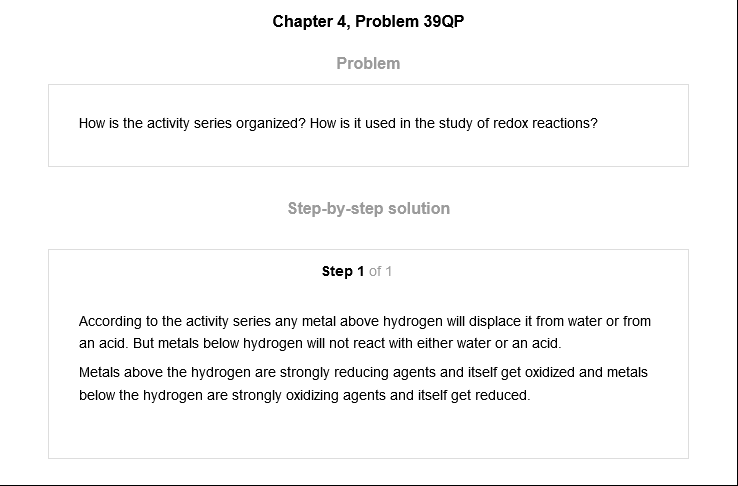 Chapter 4, Problem 39QP
Problem
How is the activity series organized? How is it used in the study of redox reactions?
Step-by-step solution
Step 1 of 1
According to the activity series any metal above hydrogen will displace it from water or from
an acid. But metals below hydrogen will not react with either water or an acid.
Metals above the hydrogen are strongly reducing agents and itself get oxidized and metals
below the hydrogen are strongly oxidizing agents and itself get reduced.